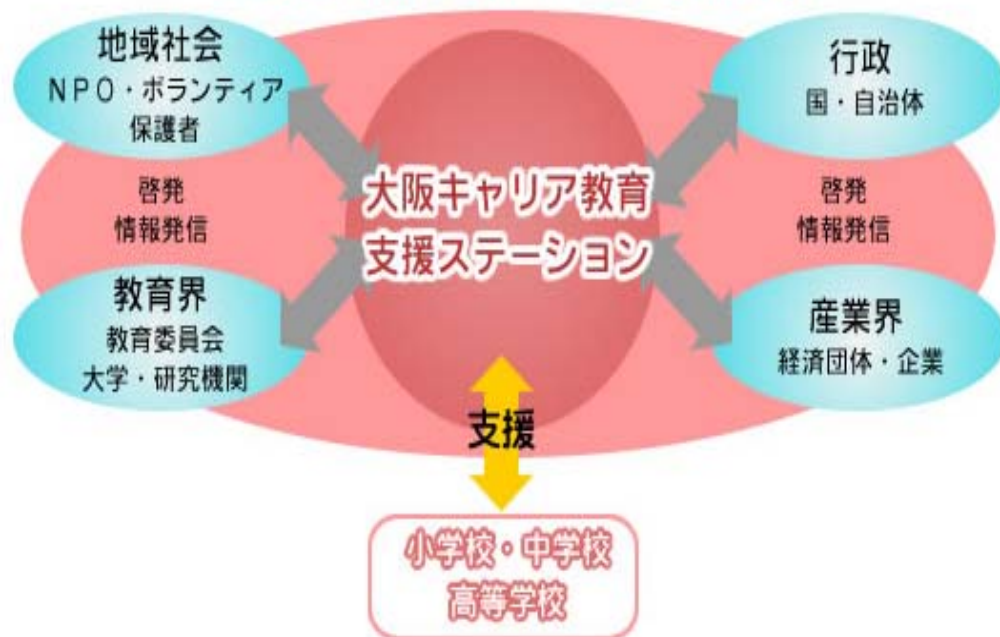 地域社会
NPO・ボランティア
保護者
行政
国・自治体
啓発
情報発信
大阪キャリア教育
支援ステーション
啓発
情報発信
教育界
教育委員会
大学・研究機関
産業界
経済団体・企業
支援
小学校・中学校
高等学校